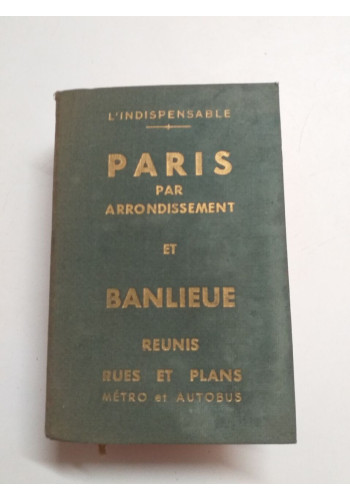 L'INDISPENSABLE
PARIS
PAR
ARRONDISSEMENT
ET
BANLIEUE
REUNIS
RUES ET PLANS
MÉTRO et AUTOBUS